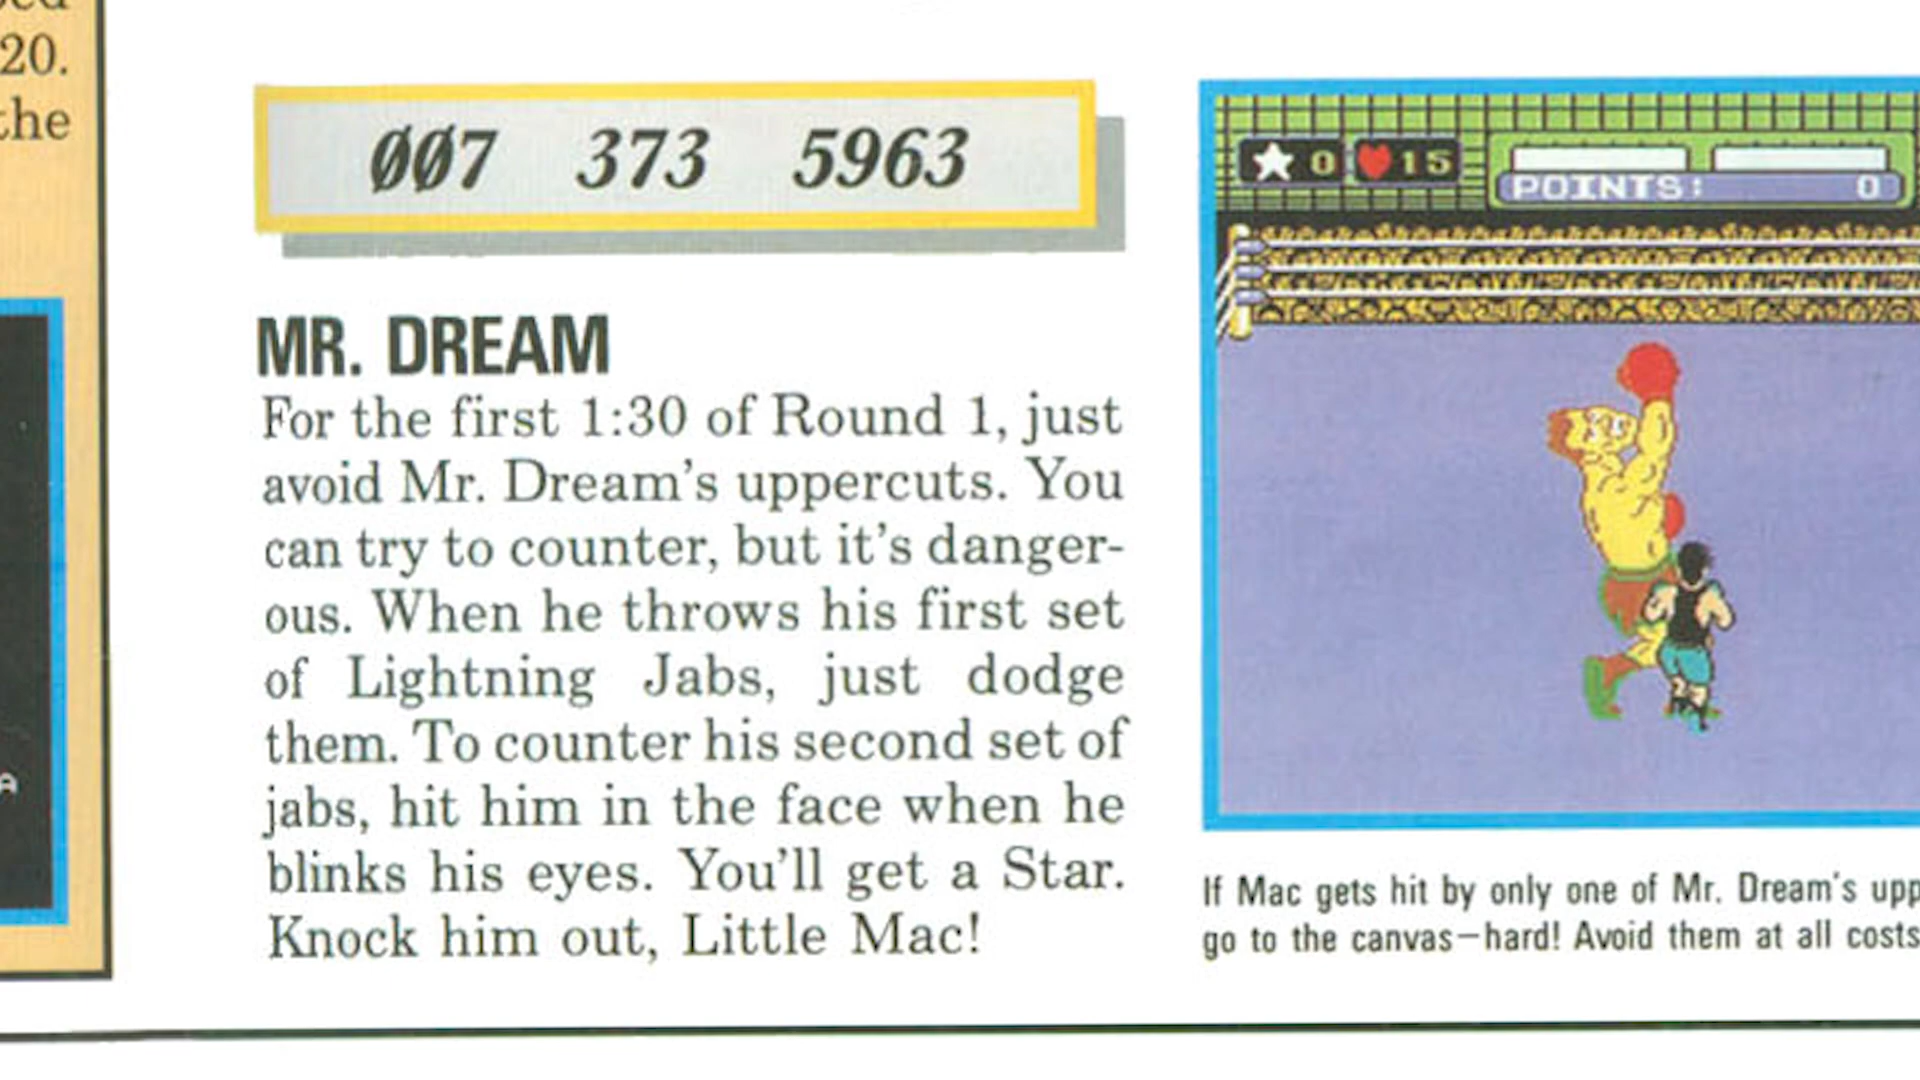 20.
the
007 373 5963
MR. DREAM
For the first 1:30 of Round 1, just
avoid Mr. Dream's uppercuts. You
can try to counter, but it's danger-
ous. When he throws his first set
of Lightning Jabs, just dodge
them. To counter his second set of
jabs, hit him in the face when he
blinks his eyes. You'll get a Star.
Knock him out, Little Mac!
0 15
POINTS: 0
If Mac gets hit by only one of Mr. Dream's upp
go to the canvas—hard! Avoid them at all costs
A